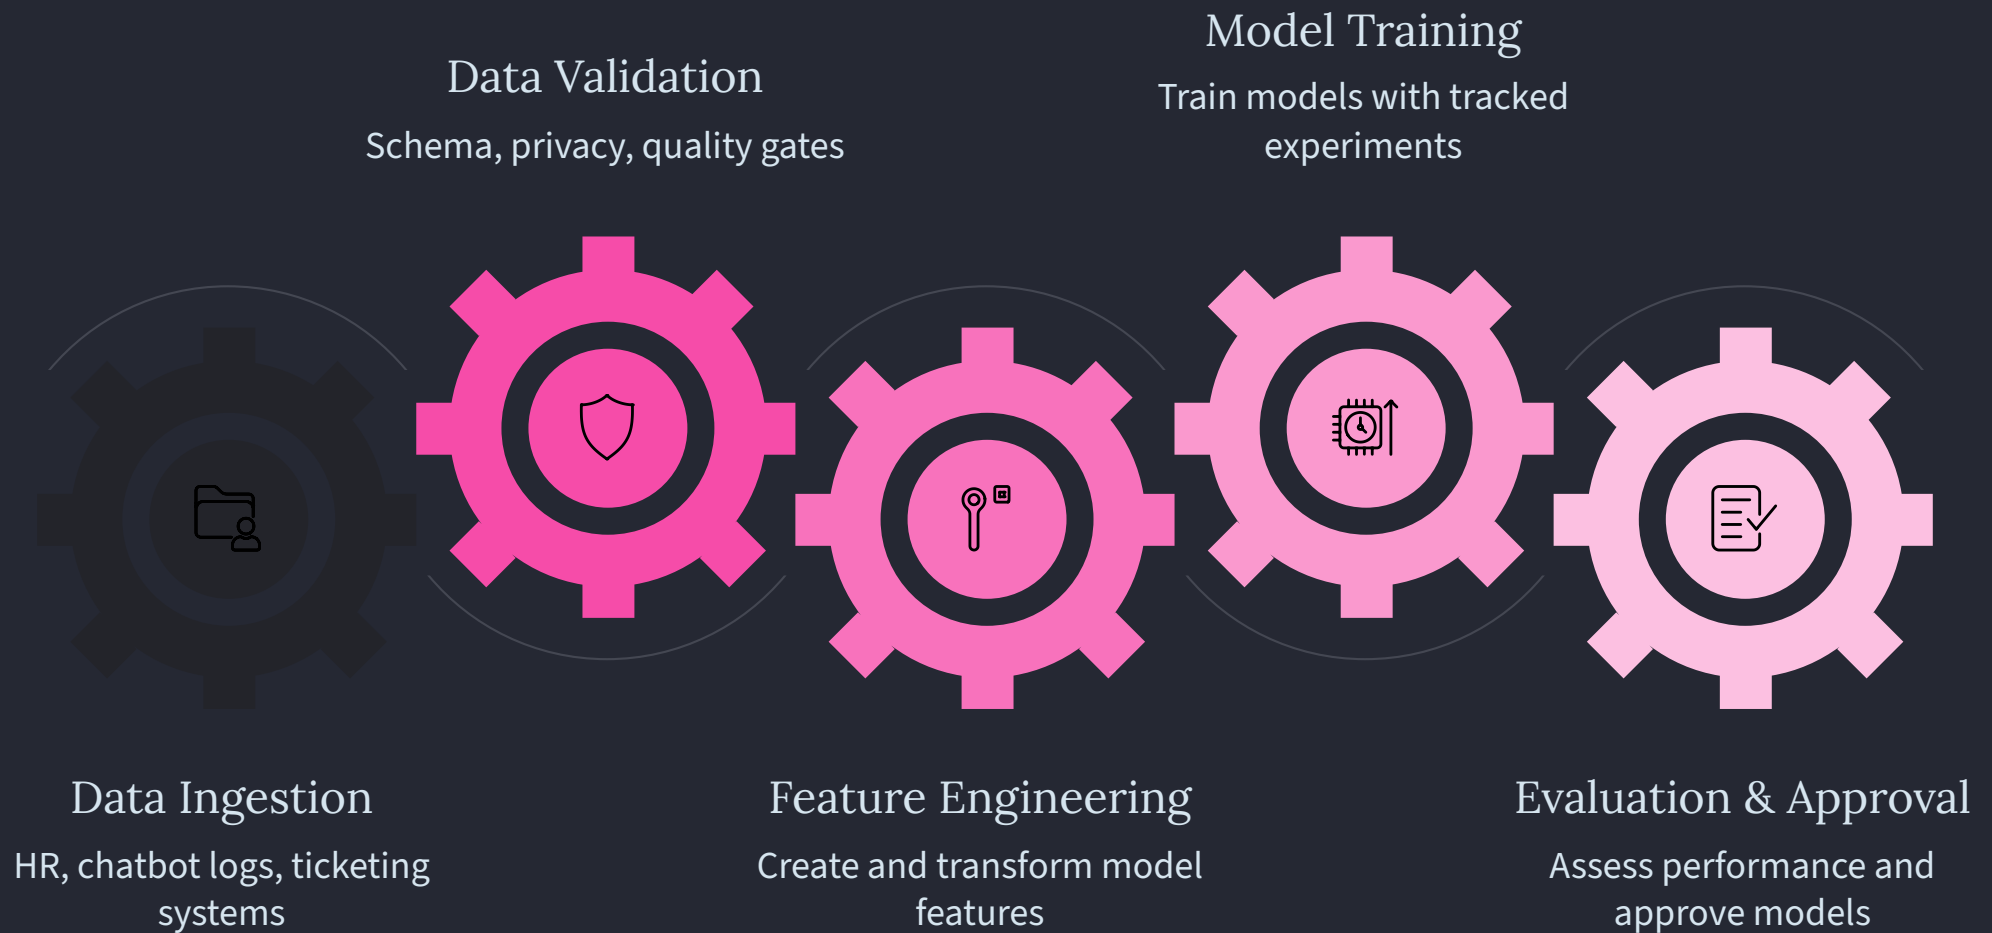 Data Ingestion
HR, chatbot logs, ticketing
systems
Data Validation
Schema, privacy, quality gates
Feature Engineering
Create and transform model
features
Model Training
Train models with tracked
experiments
Evaluation & Approval
Assess performance and
approve models